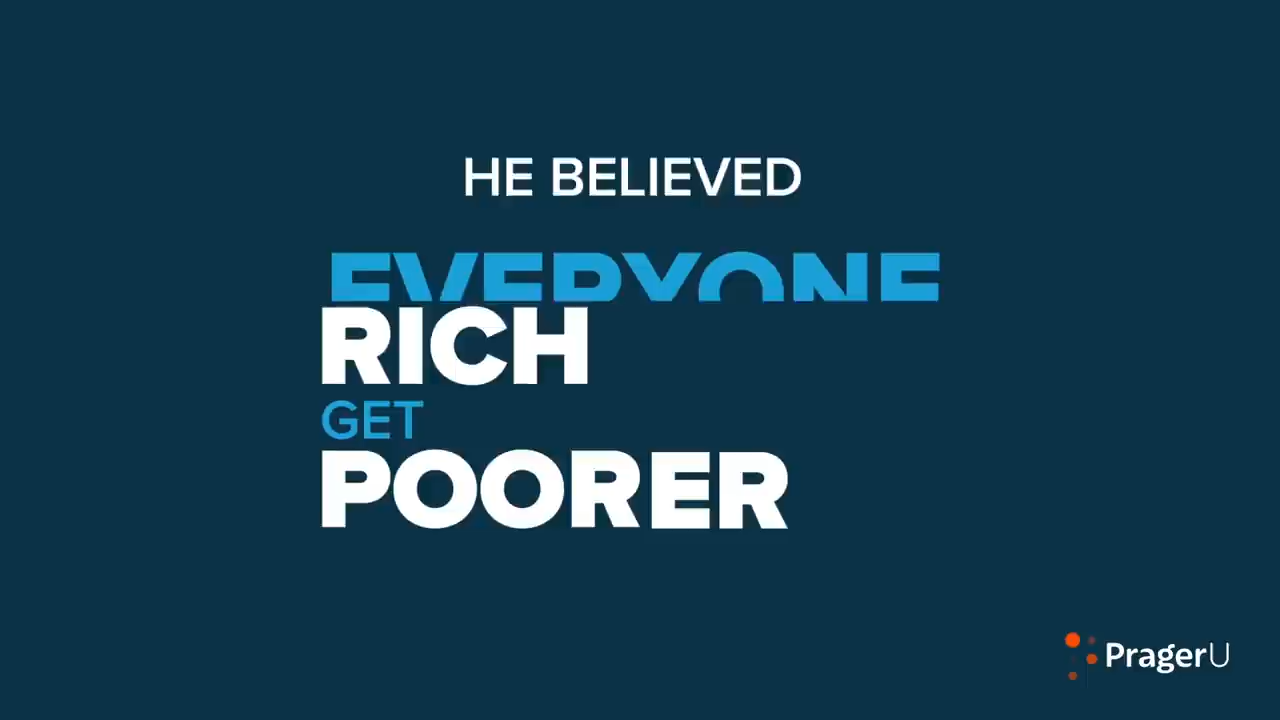 HE BELIEVED
EVERYONE
RICH
GET
POORER
PragerU